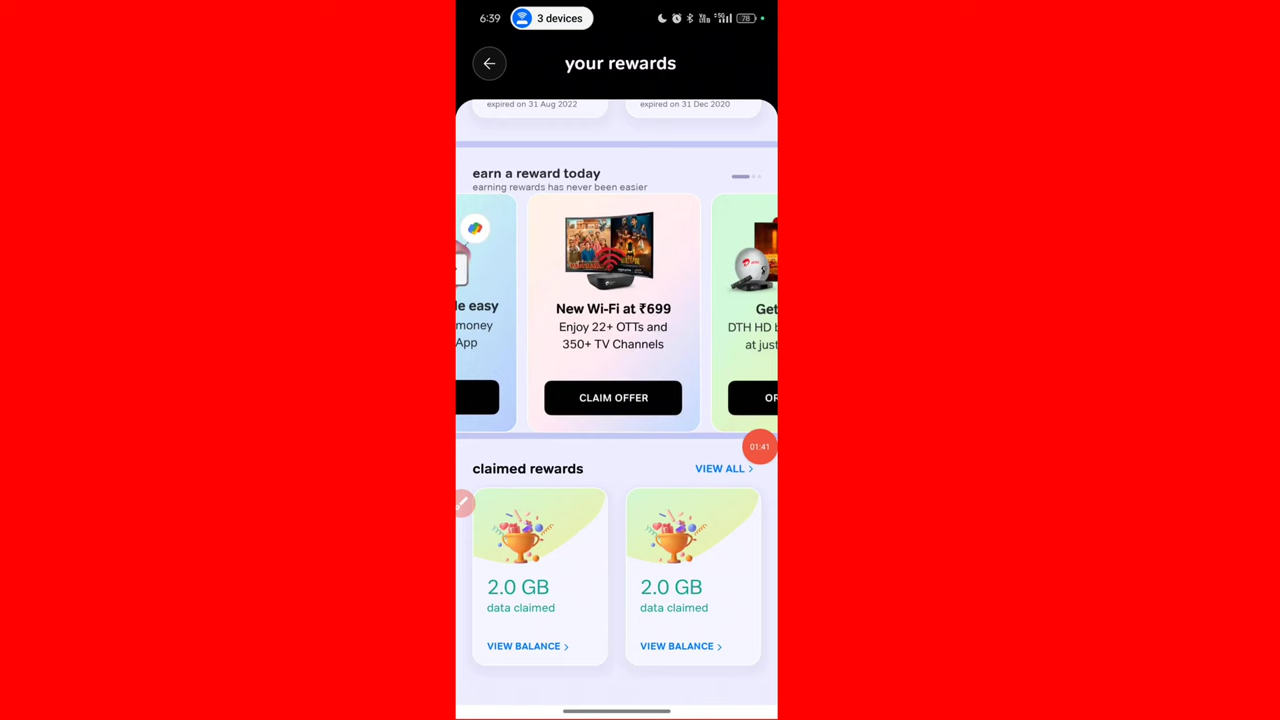 6:39
3 devices
78
your rewards
expired on 31 Aug 2022
expired on 31 Dec 2020
earn a reward today
earning rewards has never been easier
e easy
money
App
New Wi-Fi at ₹699
Enjoy 22+ OTTs and
350+ TV Channels
CLAIM OFFER
Get
DTH HD b
at just
OR
01:41
claimed rewards
VIEW ALL >
2.0 GB
data claimed
VIEW BALANCE >
2.0 GB
data claimed
VIEW BALANCE >